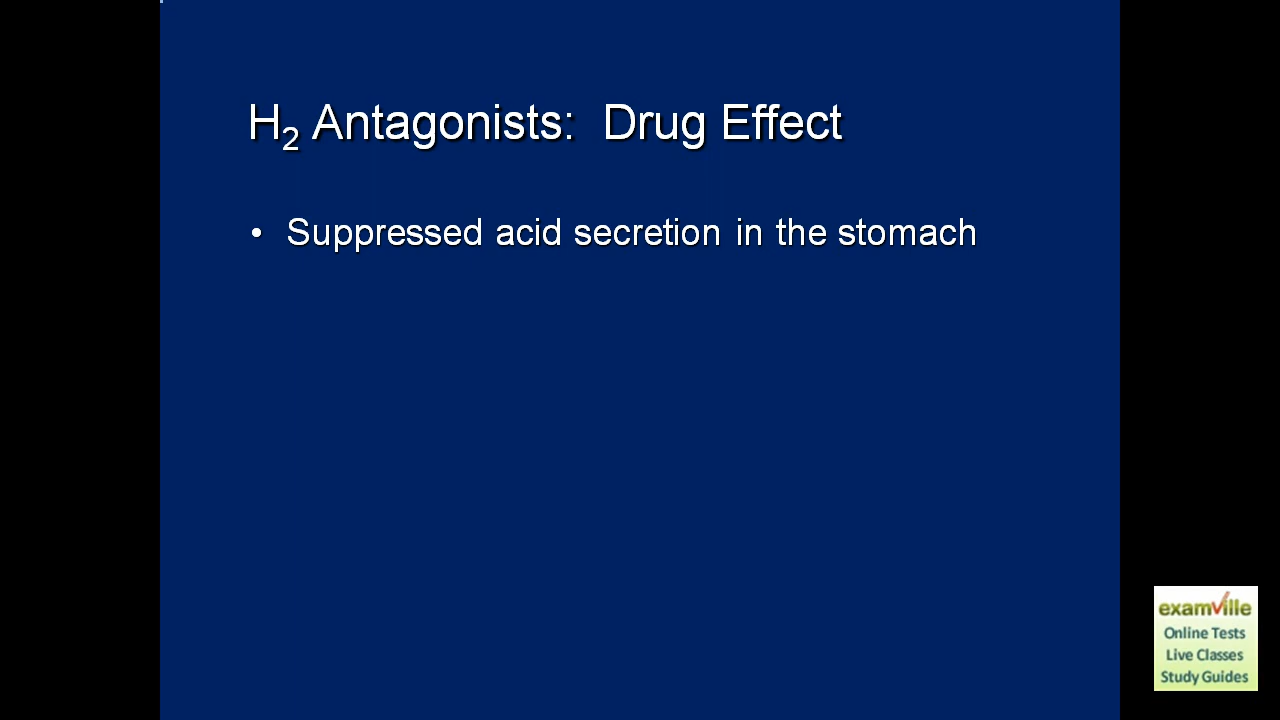 H₂ Antagonists: Drug Effect
• Suppressed acid secretion in the stomach
examville
Online Tests
Live Classes
Study Guides